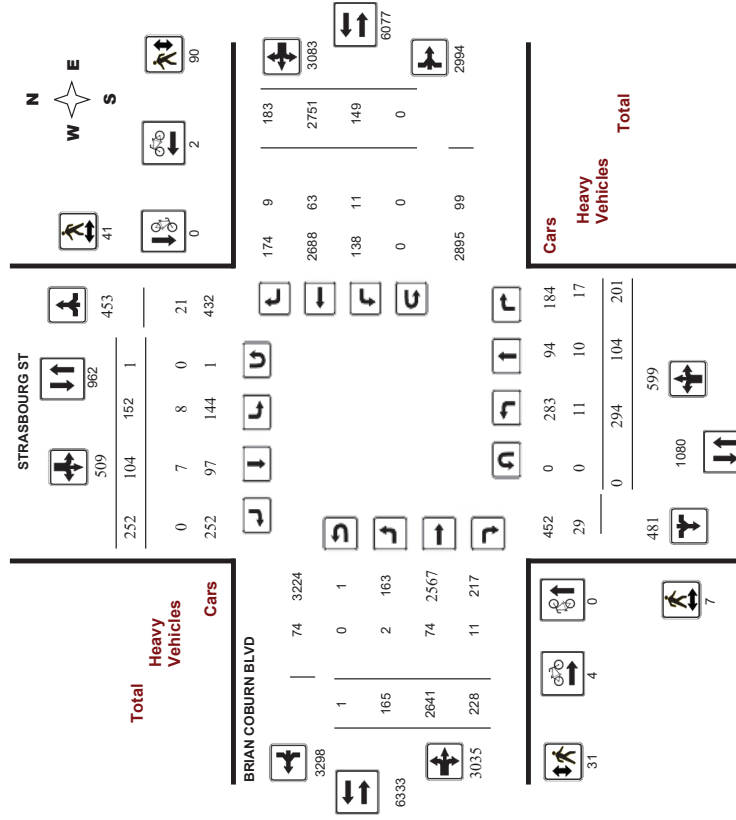 N
E
W
S
90
2
0
41
STRASBOURG ST
453
962
509
1 152 104 252
21 0 8 7 0
432 1 144 97 252
Total
Heavy
Vehicles
Cars
3083
6077
2994
183 2751 149 0
9 63 11 0 99
174 2688 138 0 2895
BRIAN COBURN BLVD
3224
74
3298
1 0 1
163 2 165
2567 74 2641
217 11 228
6333
3035
Cars
Heavy
Vehicles
Total
452 0 283 94 184
29 0 11 10 17
0 294 104 201
481
1080
599
0
4
31
7